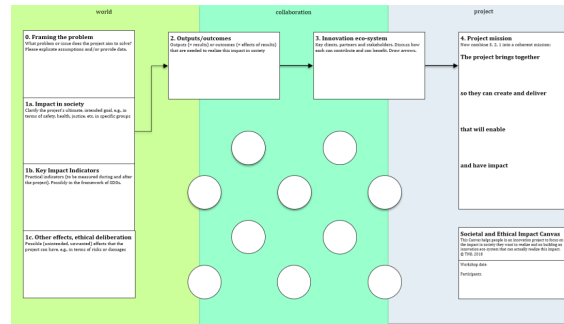 world
collaboration
project
0. Framing the problem
What problem or issue does the project aim to solve?
Please explicate assumptions and/or provide data.
1a. Impact in society
Clarify the project's ultimate, intended goal, e.g., in
terms of safety, health, justice, etc. in specific groups
1b. Key Impact Indicators
Practical indicators (to be measured during and after
the project). Possibly in the framework of SDGs.
1c. Other effects, ethical deliberation
Possible (unintended, unwanted) effects that the
project can have, e.g., in terms of risks or damages
2. Outputs/outcomes
Outputs (= results) or outcomes (= effects of results)
that are needed to realise this impact in society
3. Innovation eco-system
Key clients, partners and stakeholders. Discuss how
each can contribute and can benefit. Draw arrows.
4. Project mission
Now combine 0, 2, 1 into a coherent mission:
The project brings together
so they can create and deliver
that will enable
and have impact
Societal and Ethical Impact Canvas
This Canvas helps people in an innovation project to focus on
the impact in society they want to realize and on building an
innovation eco-system that can actually realize this impact.
@ TNO, 2018
Workshop date
Participants